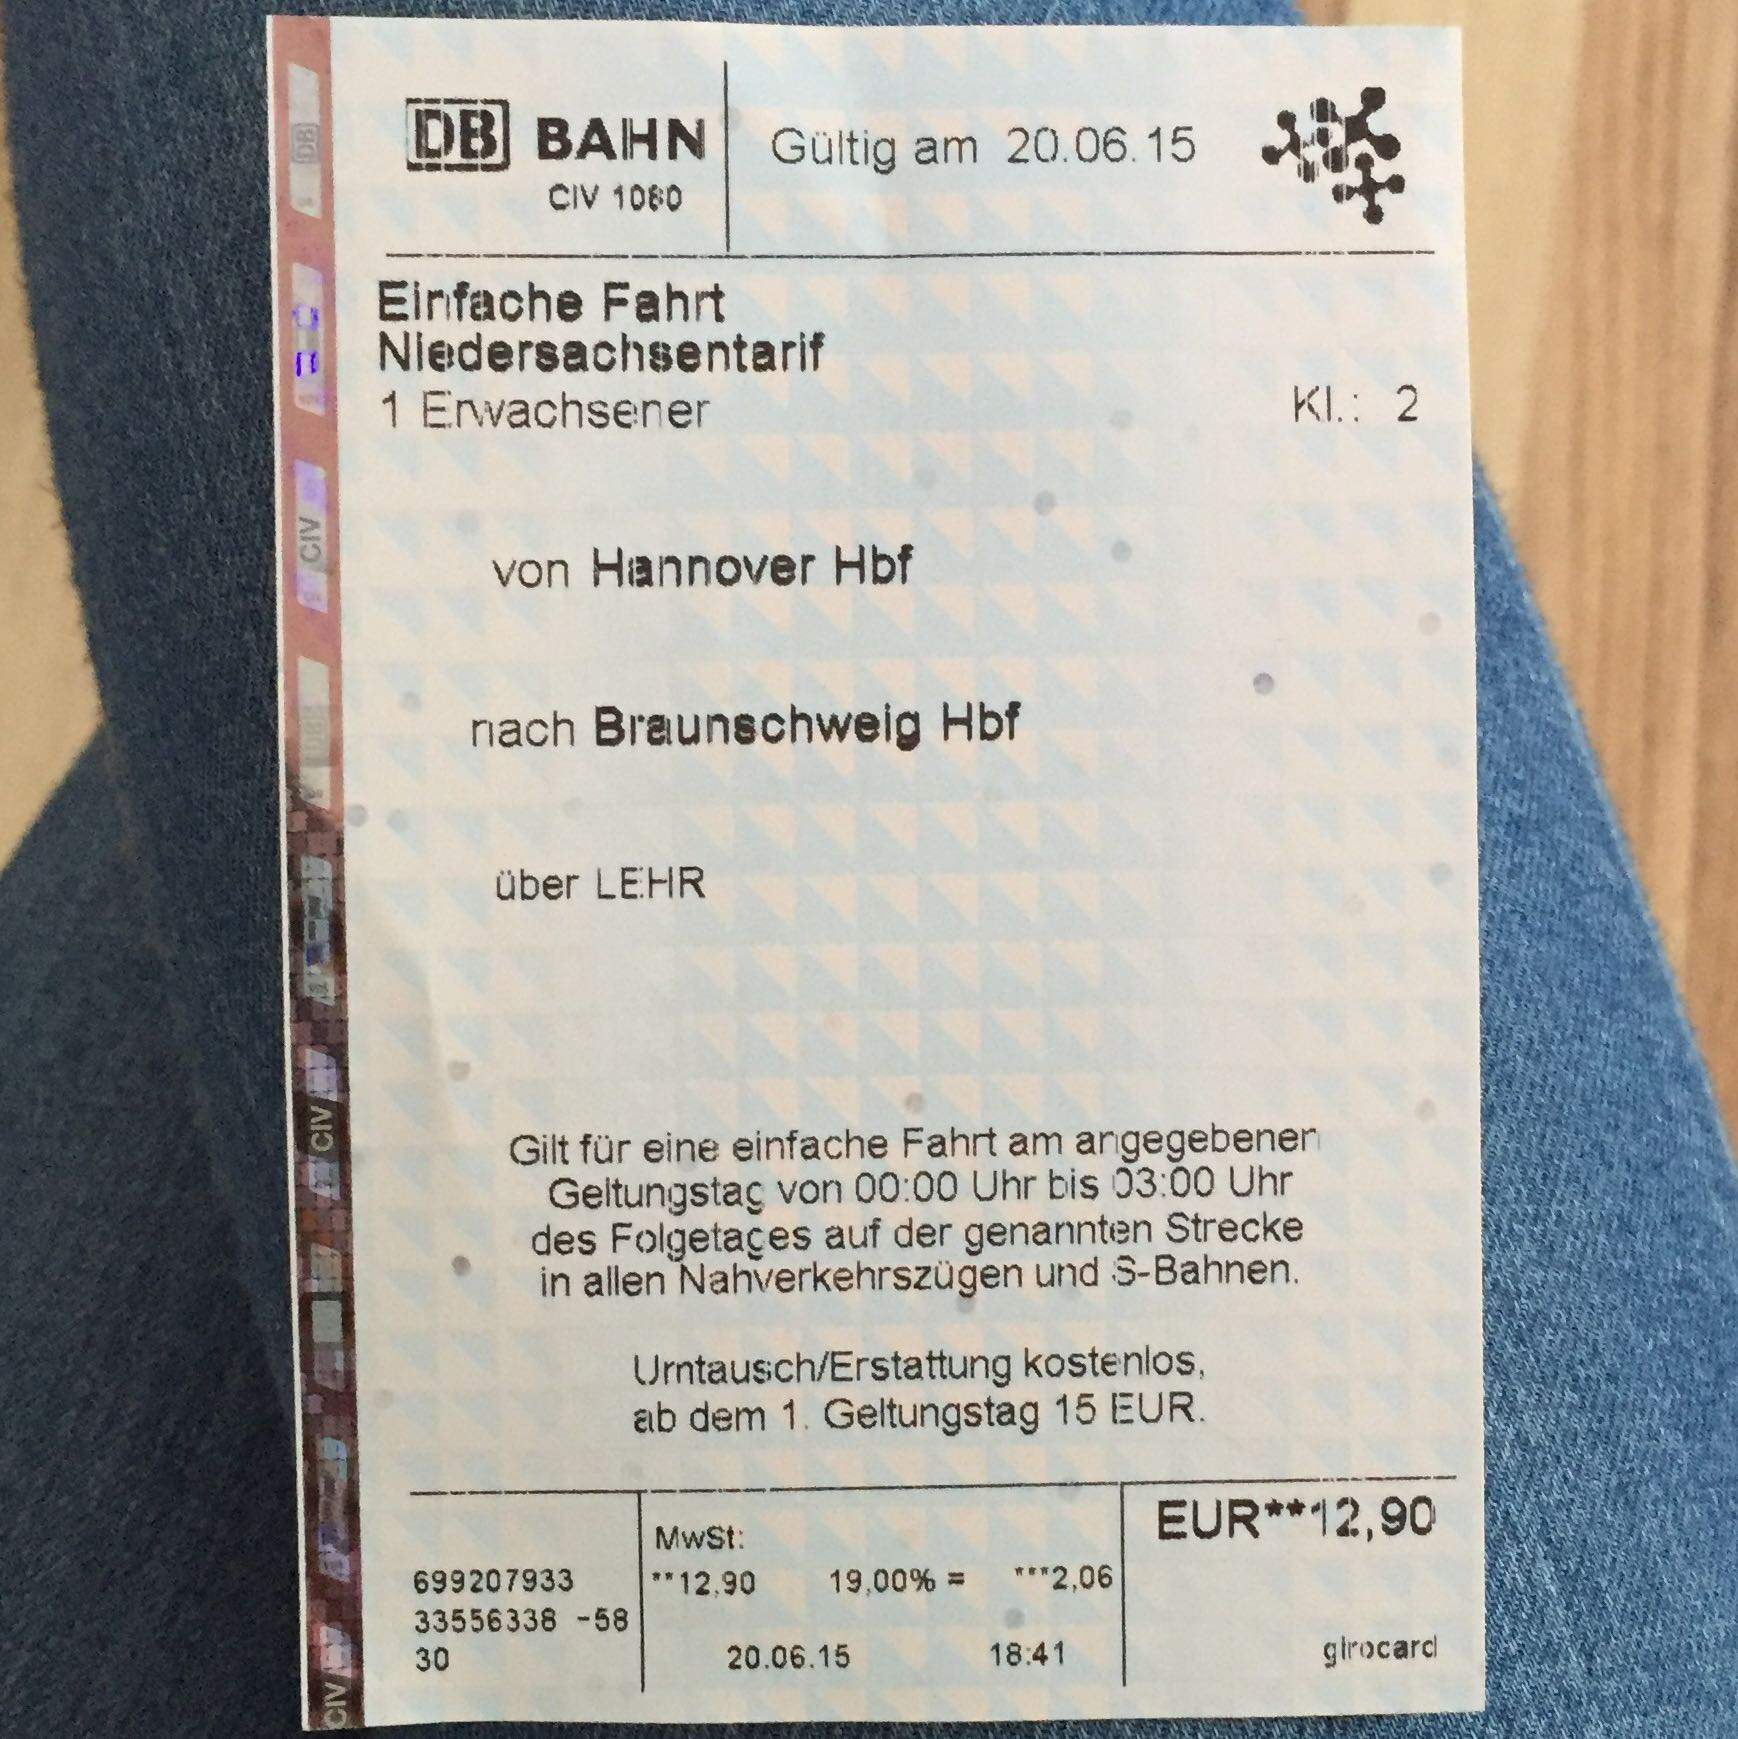 DB BAHN
CIV 1080
Gültig am 20.06.15
Einfache Fahrt
Niedersachsentarif
1 Erwachsener
Kl.: 2
von Hannover Hbf
nach Braunschweig Hbf
über LEHR
Gilt für eine einfache Fahrt am angegebenen
Geltungstag von 00:00 Uhr bis 03:00 Uhr
des Folgetages auf der genannten Strecke
in allen Nahverkehrszügen und S-Bahnen.
Umtausch/Erstattung kostenlos,
ab dem 1. Geltungstag 15 EUR.
EUR**12,90
MwSt:
699207933
**12,90 19,00% = ***2,06
33556338 -58
30
20.06.15 18:41
girocard
DB
CIV
CIV
CIV